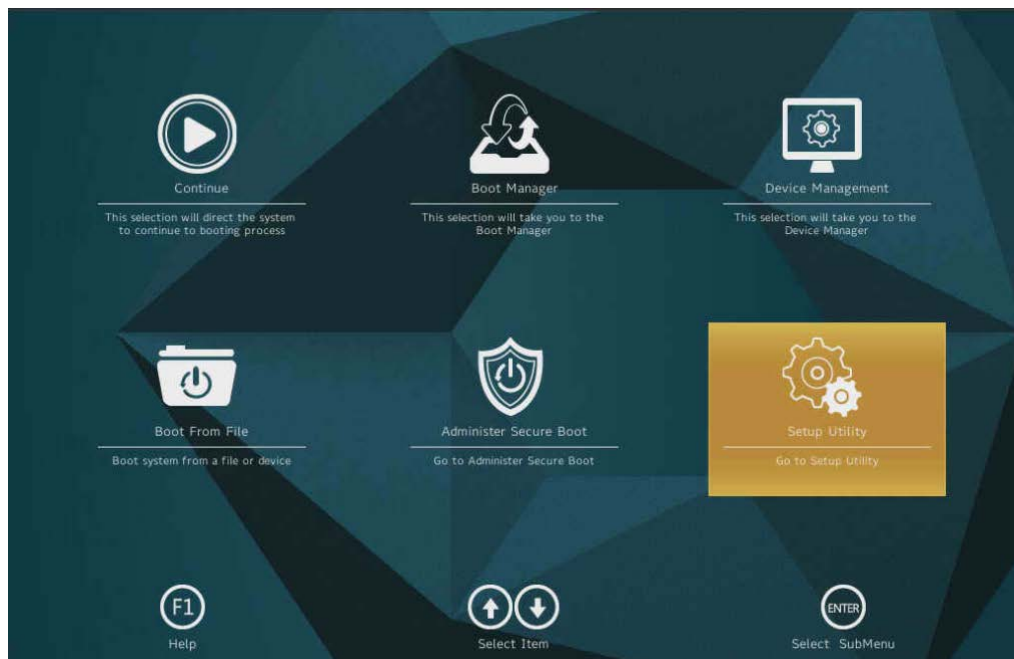 Continue
This selection will direct the system
to continue to booting process
Boot Manager
This selection will take you to the
Boot Manager
Device Management
This selection will take you to the
Device Manager
Boot From File
Boot system from a file or device
Administer Secure Boot
Go to Administer Secure Boot
Setup Utility
Go to Setup Utility
F1
Help
Select Item
ENTER
Select SubMenu